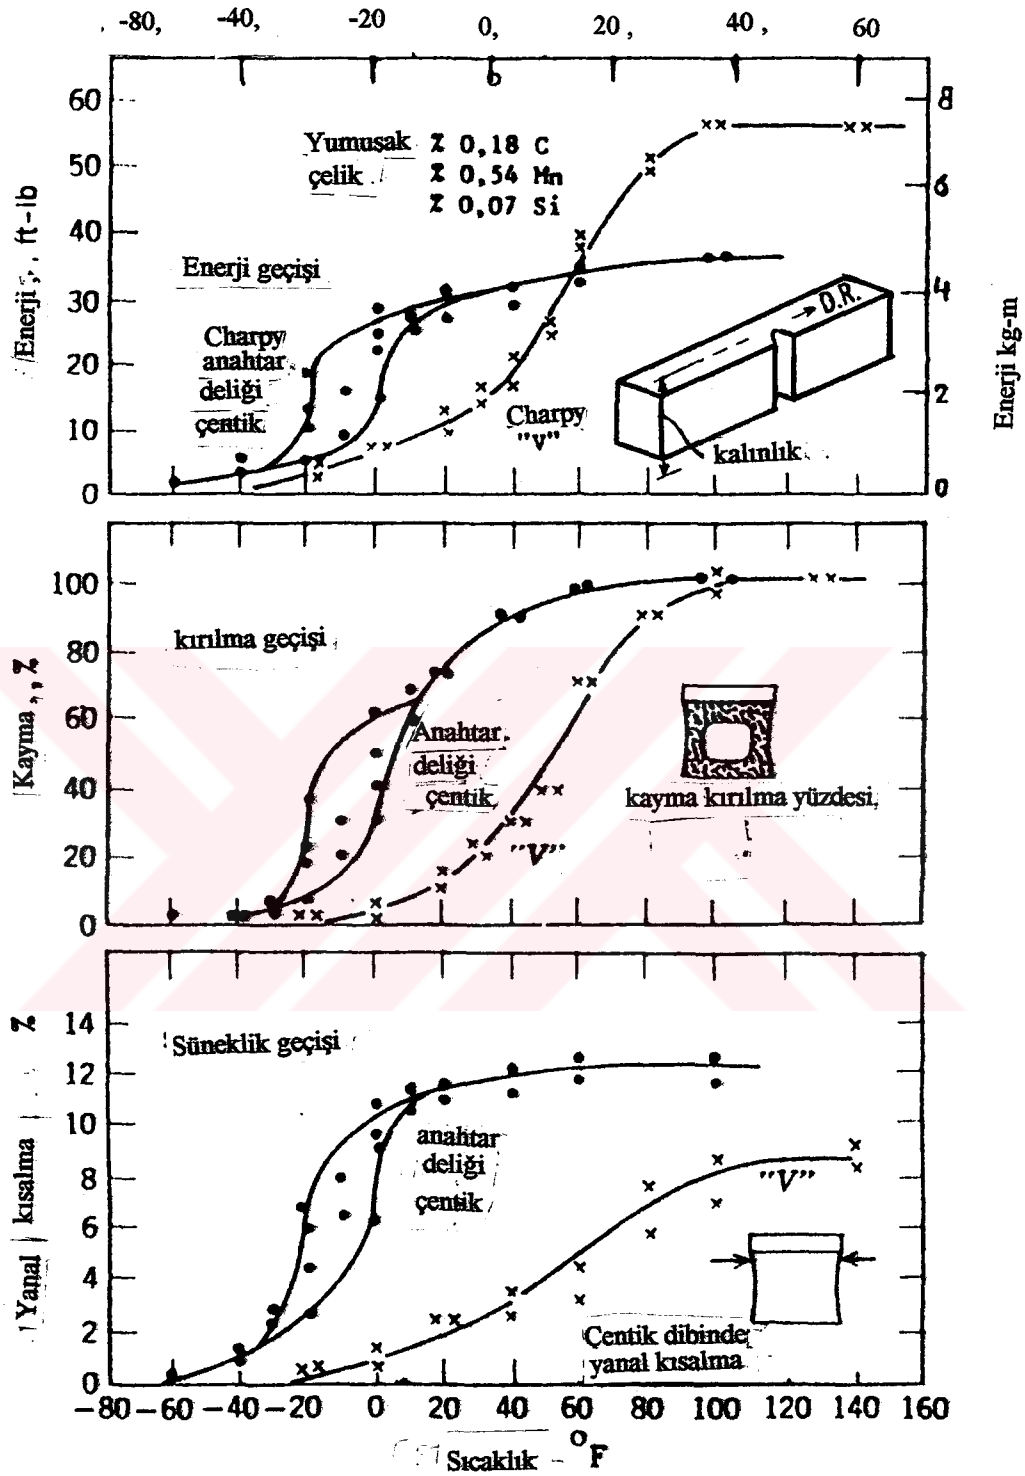 -80, -40, -20 0, 20 , 40 , 60
60
50
40
30
20
10
0
Enerji , ft-lb
8
6
4
2
0
Enerji kg-m
Yumuşak % 0,18 C
çelik % 0,54 Mn
% 0,07 Si
Enerji geçişi
Charpy
anahtar
deliği
çentik
Charpy
"V"
D.R.
kalınlık
100
80
60
40
20
0
Kayma , %
kırılma geçişi
Anahtar
deliği
çentik
"V"
kayma kırılma yüzdesi
14
12
10
8
6
4
2
0
Yanal kısalma %
Süneklik geçişi
anahtar
deliği
çentik
"V"
Çentik dibinde
yanal kısalma
-80 -60 -40 -20 0 20 40 60 80 100 120 140 160
Sıcaklık - °F